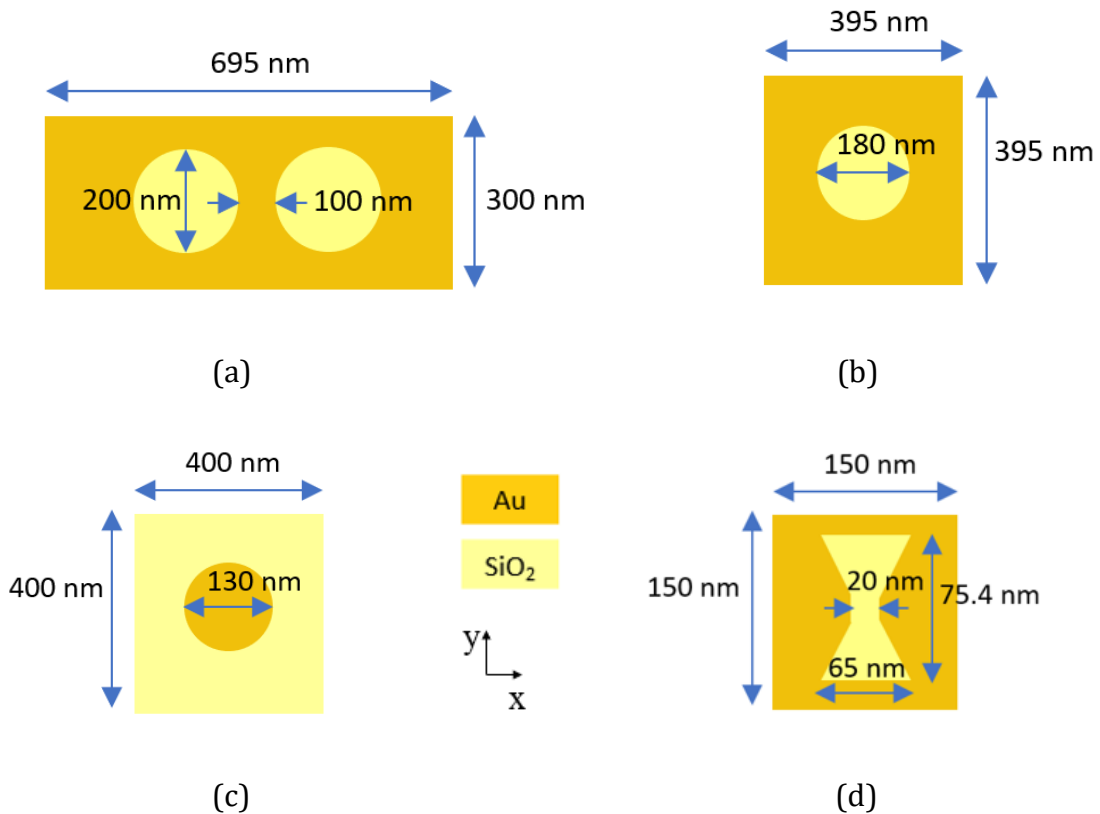 695 nm
200 nm
100 nm
300 nm
(a)
395 nm
180 nm
395 nm
(b)
400 nm
130 nm
400 nm
(c)
Au
SiO₂
y
x
150 nm
150 nm
20 nm
75.4 nm
65 nm
(d)